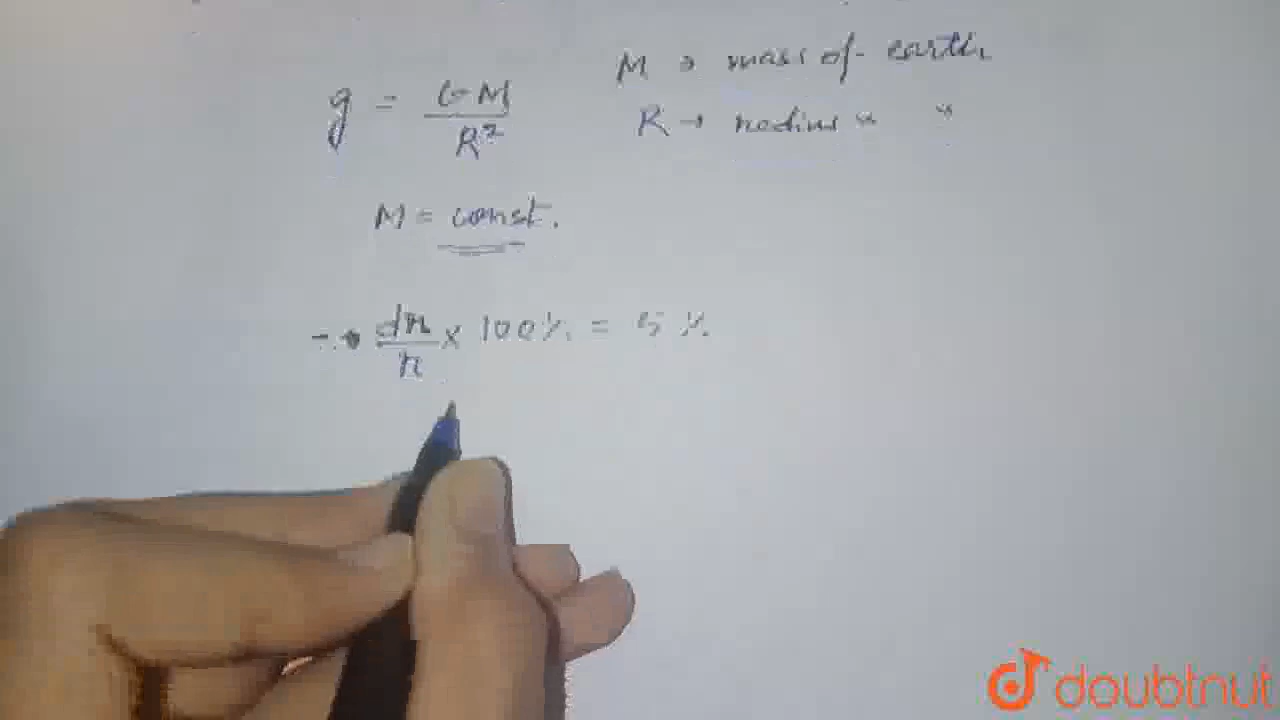 g = GM / R²
M → mass of earth
R → radius " "
M = const.
dr / r × 100% = 5%
doubtnut